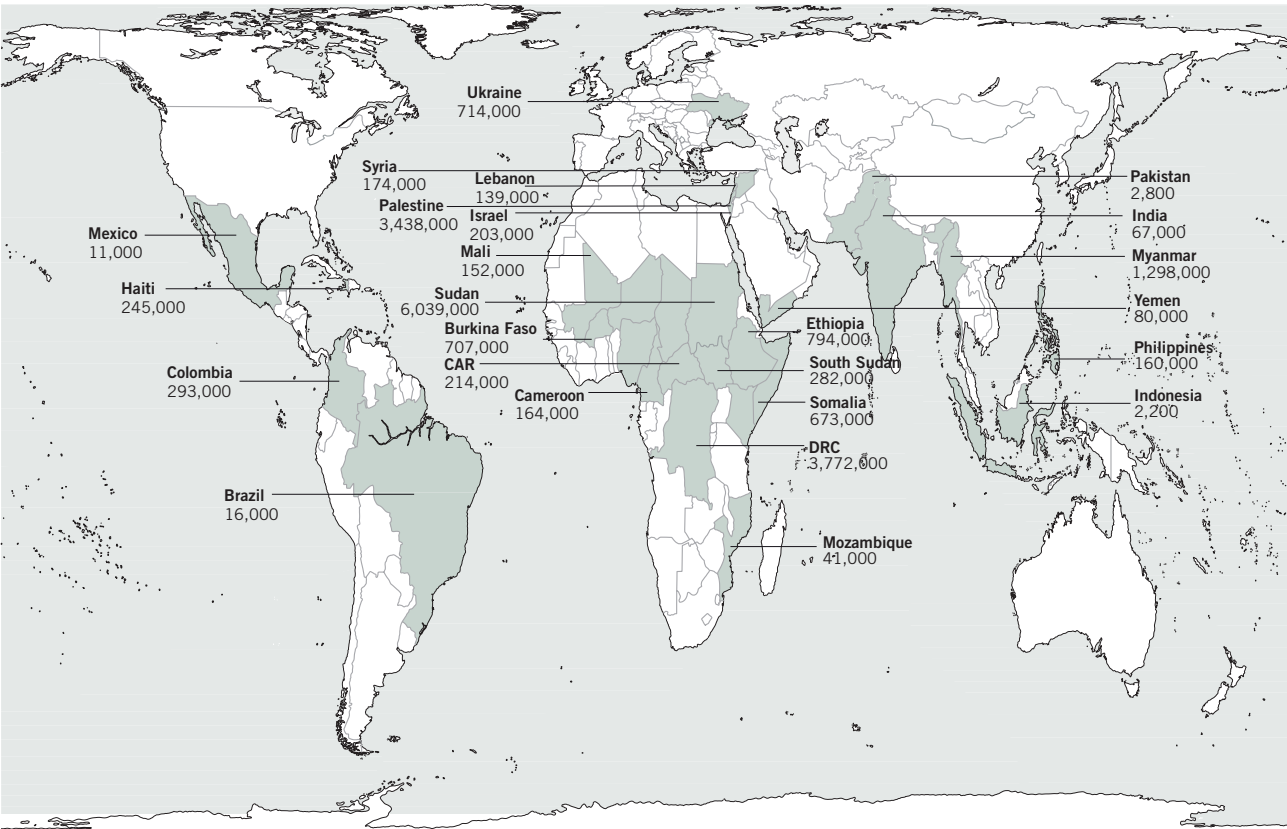 Ukraine
714,000
Syria
174,000
Lebanon
139,000
Palestine
3,438,000
Israel
203,000
Mali
152,000
Sudan
6,039,000
Burkina Faso
707,000
CAR
214,000
Cameroon
164,000
Mexico
11,000
Haiti
245,000
Colombia
293,000
Brazil
16,000
Pakistan
2,800
India
67,000
Myanmar
1,298,000
Yemen
80,000
Ethiopia
794,000
Philippines
160,000
South Sudan
282,000
Indonesia
2,200
Somalia
673,000
DRC
3,772,000
Mozambique
41,000